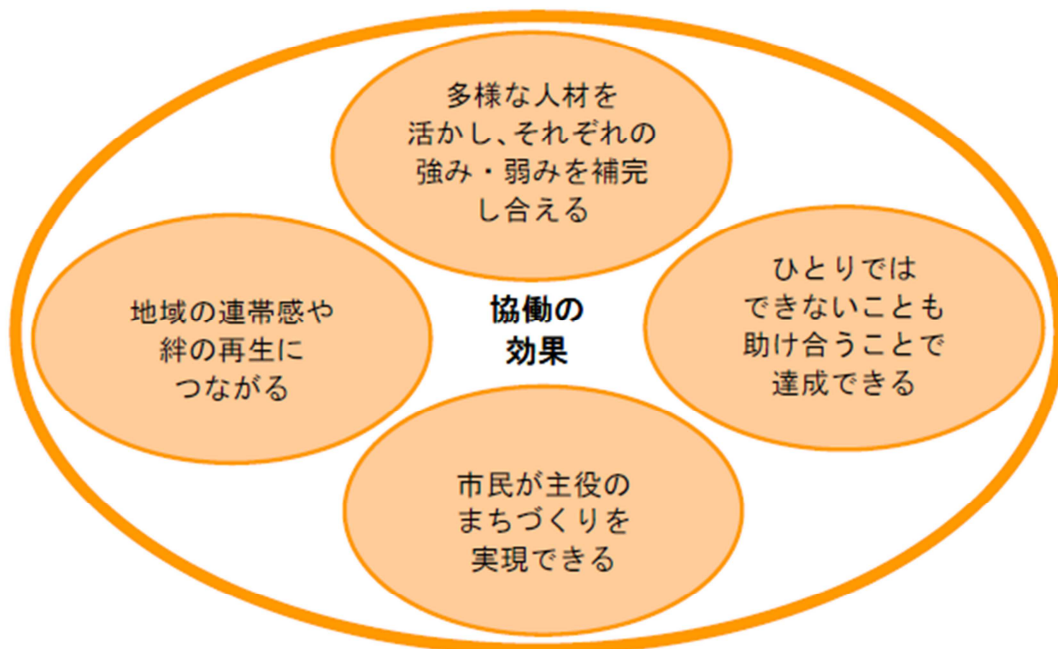 多様な人材を
活かし、それぞれの
強み・弱みを補完
し合える
地域の連帯感や
絆の再生に
つながる
協働の
効果
ひとりでは
できないことも
助け合うことで
達成できる
市民が主役の
まちづくりを
実現できる